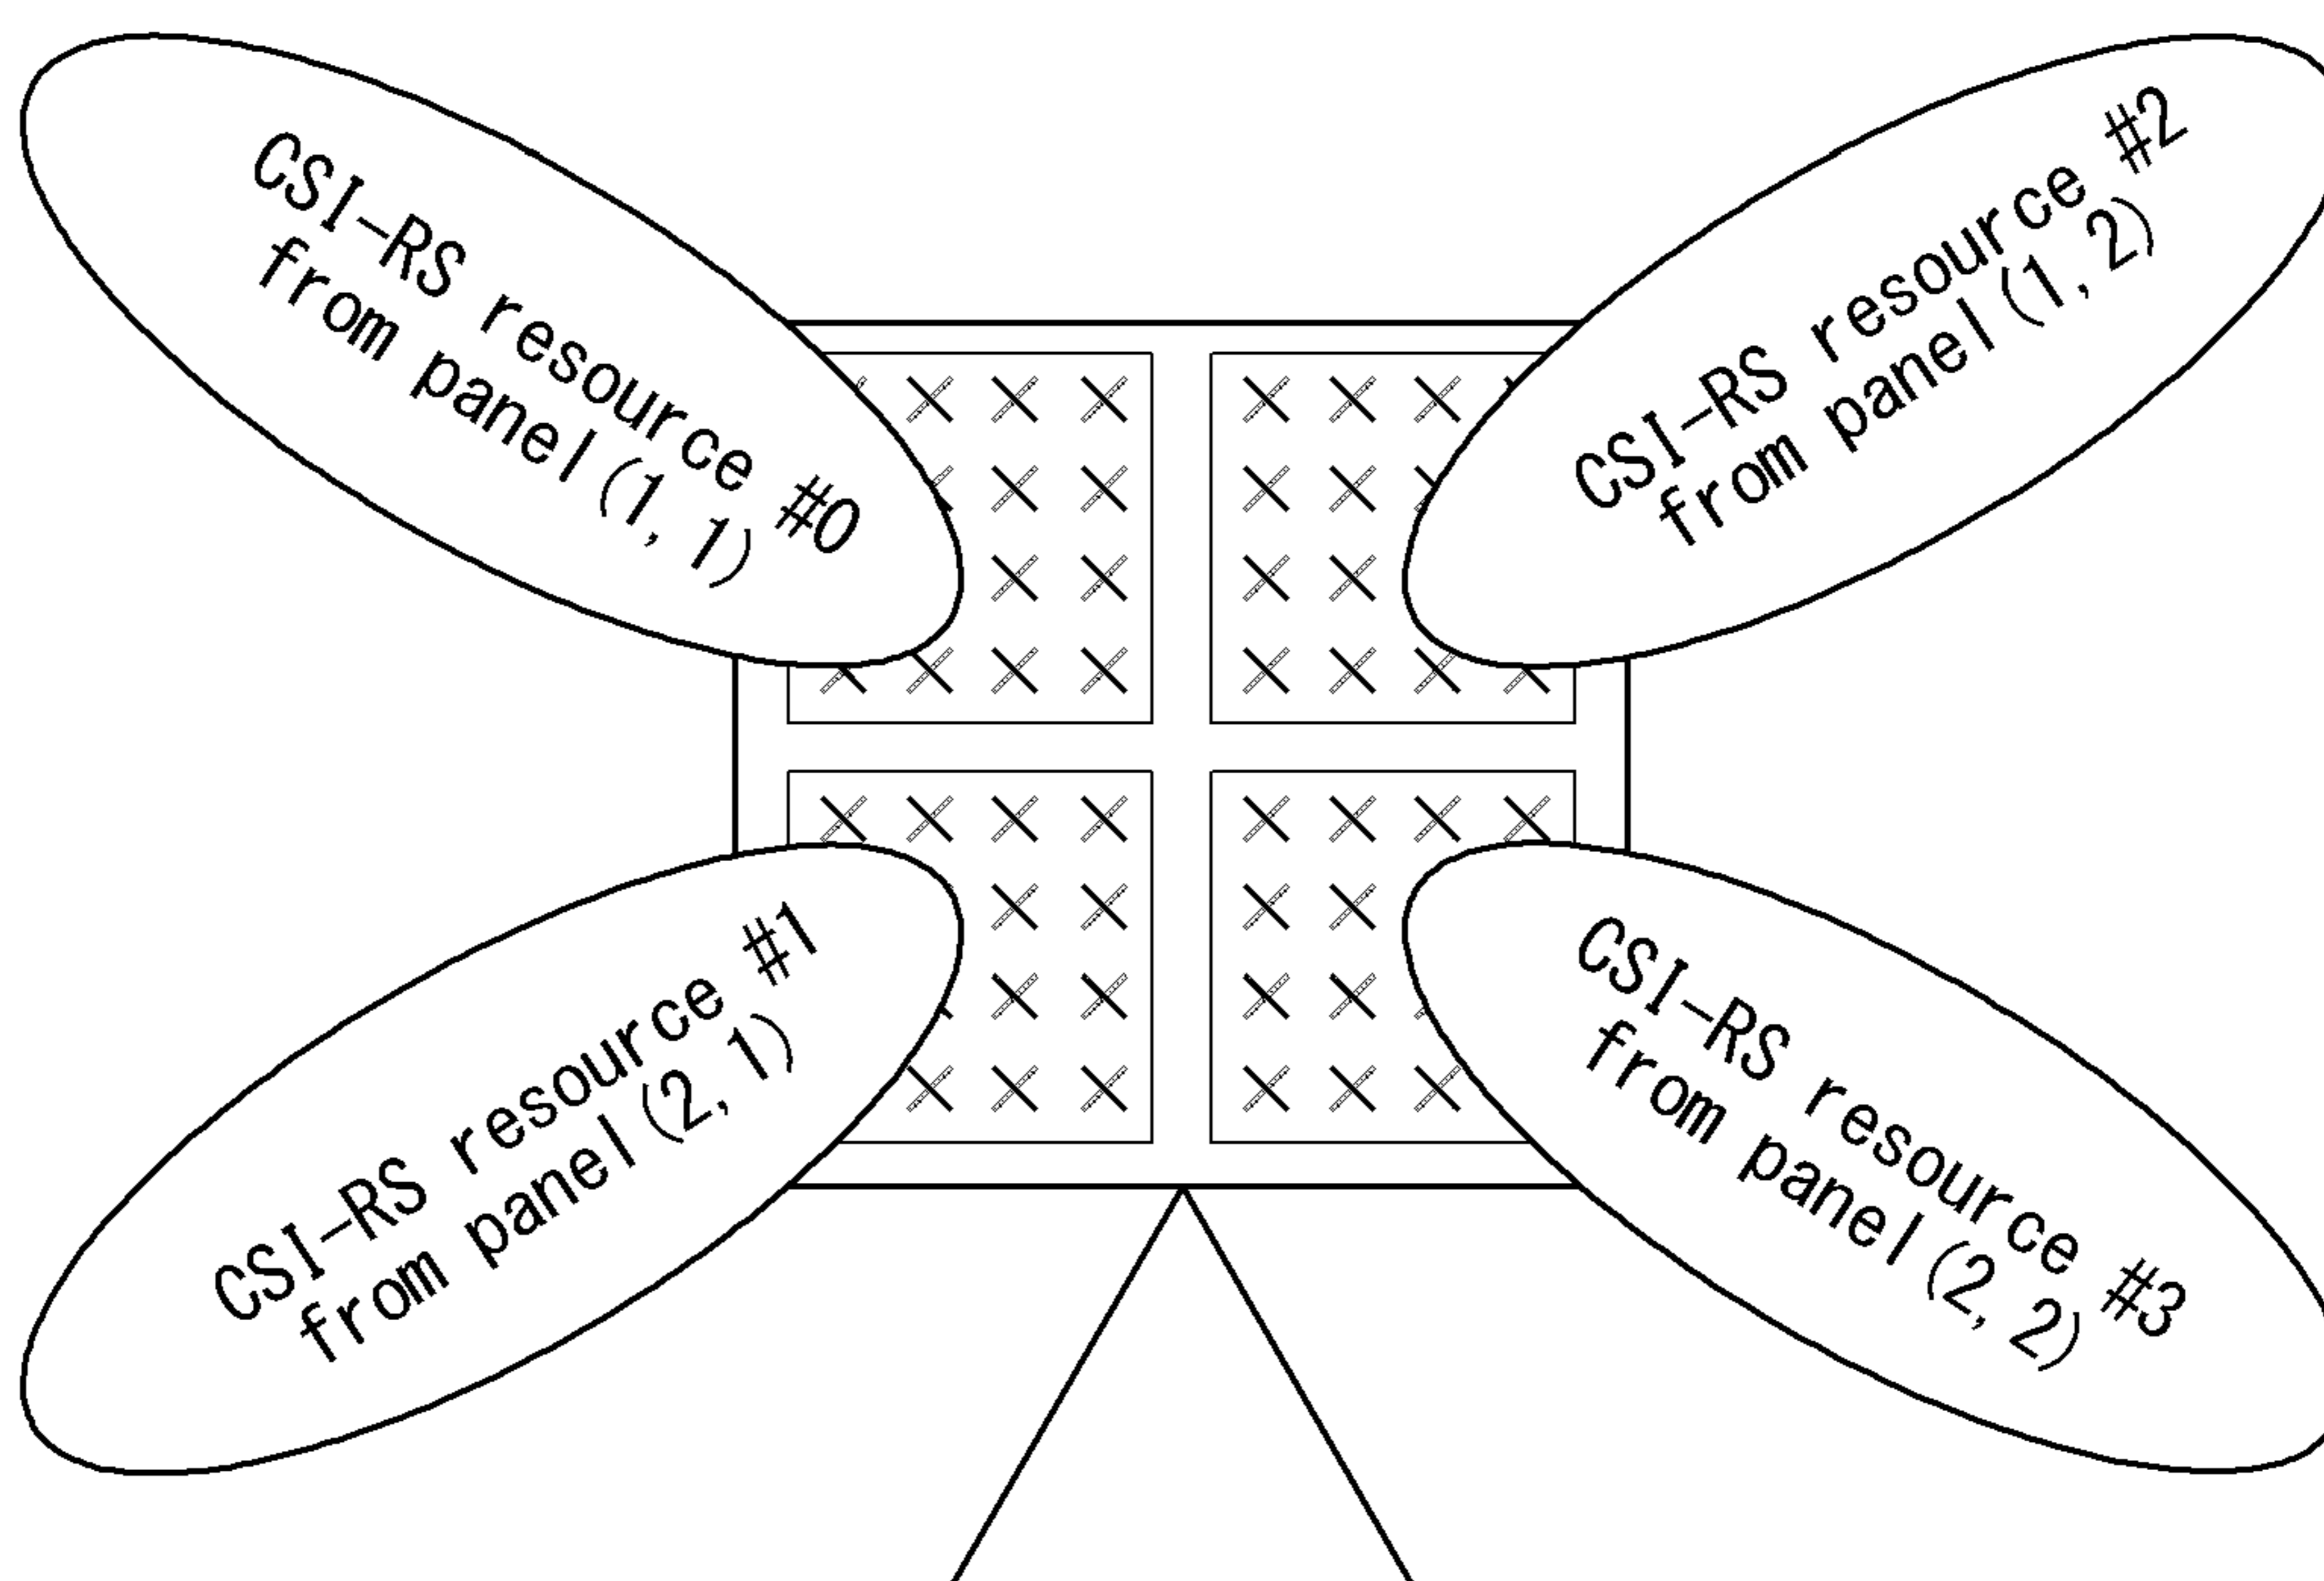 CSI-RS resource #0
from panel (1, 1)
CSI-RS resource #2
from panel (1, 2)
CSI-RS resource #1
from panel (2, 1)
CSI-RS resource #3
from panel (2, 2)